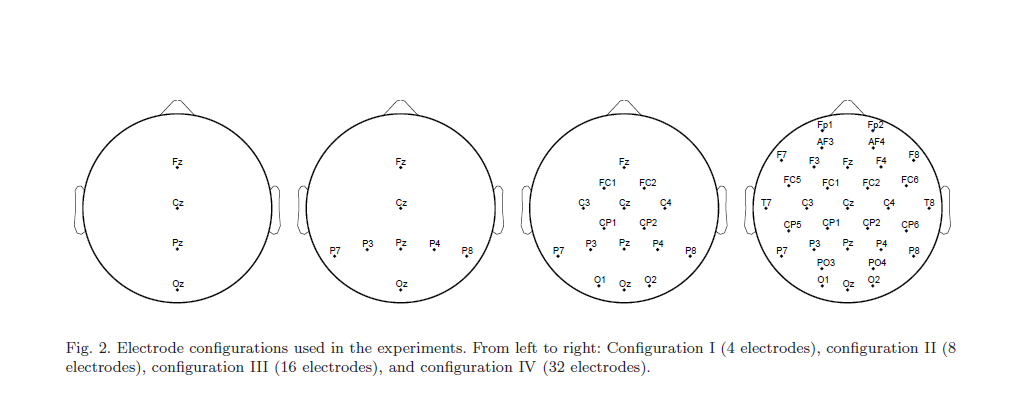 Fp1 Fp2
AF3 AF4
F7 F8
Fz Fz Fz F3 Fz F4
FC1 FC2 FC5 FC1 FC2 FC6
Cz Cz C3 Cz C4 T7 C3 Cz C4 T8
CP1 CP2 CP5 CP1 CP2 CP6
Pz P3 Pz P4 P3 Pz P4 P3 Pz P4
P7 P8 P7 P8 P7 P8
PO3 PO4
Oz Oz O1 Oz O2 O1 Oz O2
Fig. 2. Electrode configurations used in the experiments. From left to right: Configuration I (4 electrodes), configuration II (8
electrodes), configuration III (16 electrodes), and configuration IV (32 electrodes).